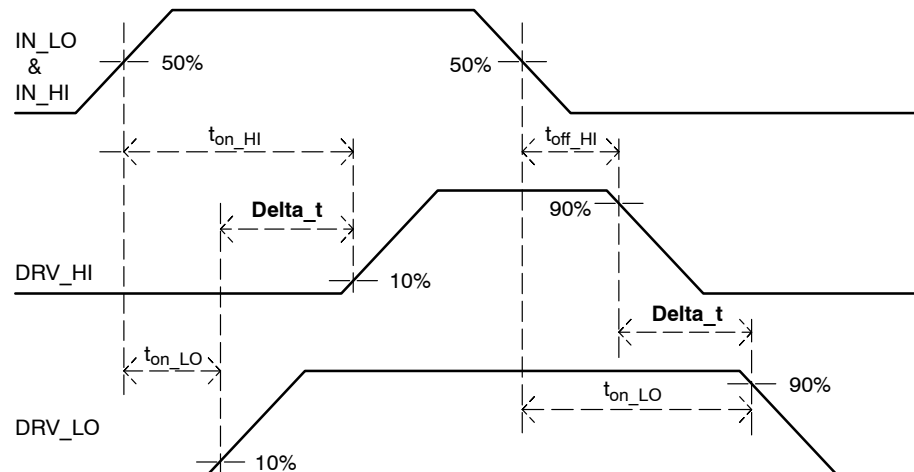 IN_LO
&
IN_HI
50%
50%
t_on_HI
t_off_HI
Delta_t
90%
DRV_HI
10%
Delta_t
t_on_LO
90%
t_on_LO
DRV_LO
10%